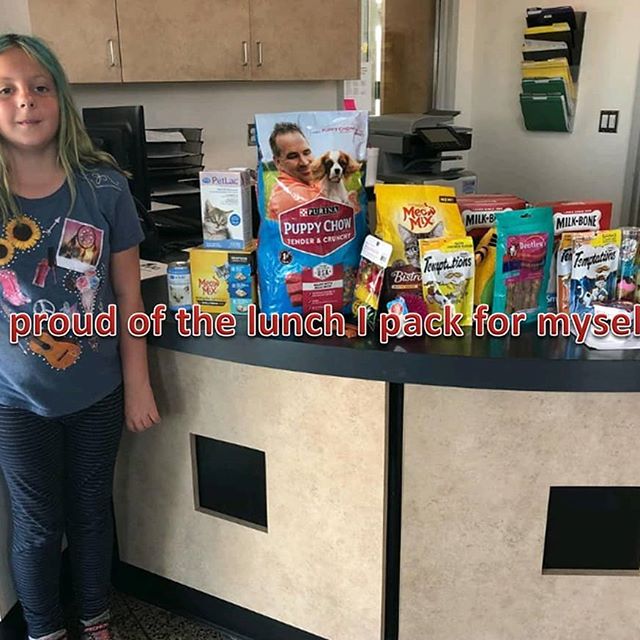 PetLac
PURINA
PUPPY CHOW
TENDER & CRUNCHY
Meow
MIX
Bistro
Temptations
MILK-BONE
MILK-BONE
Temptations
proud of the lunch I pack for mysel